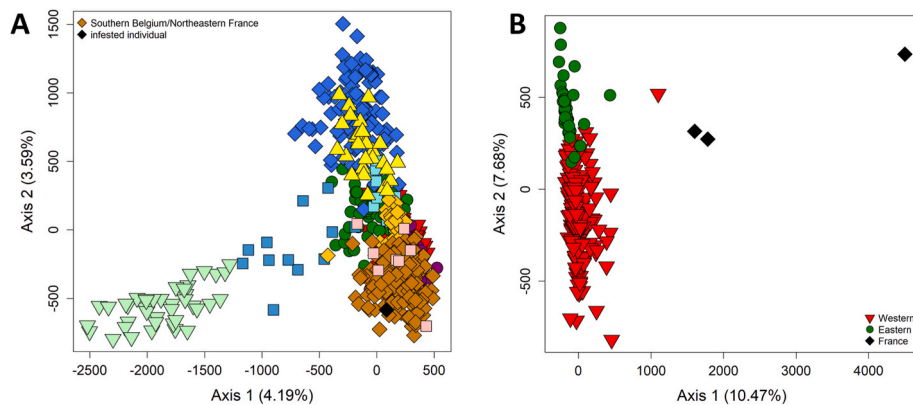 A
Southern Belgium/Northeastern France
infested individual
1500
1000
500
0
-500
Axis 2 (3.59%)
-2500 -2000 -1500 -1000 -500 0 500
Axis 1 (4.19%)
B
500
0
-500
Axis 2 (7.68%)
Western
Eastern
France
0 1000 2000 3000 4000
Axis 1 (10.47%)